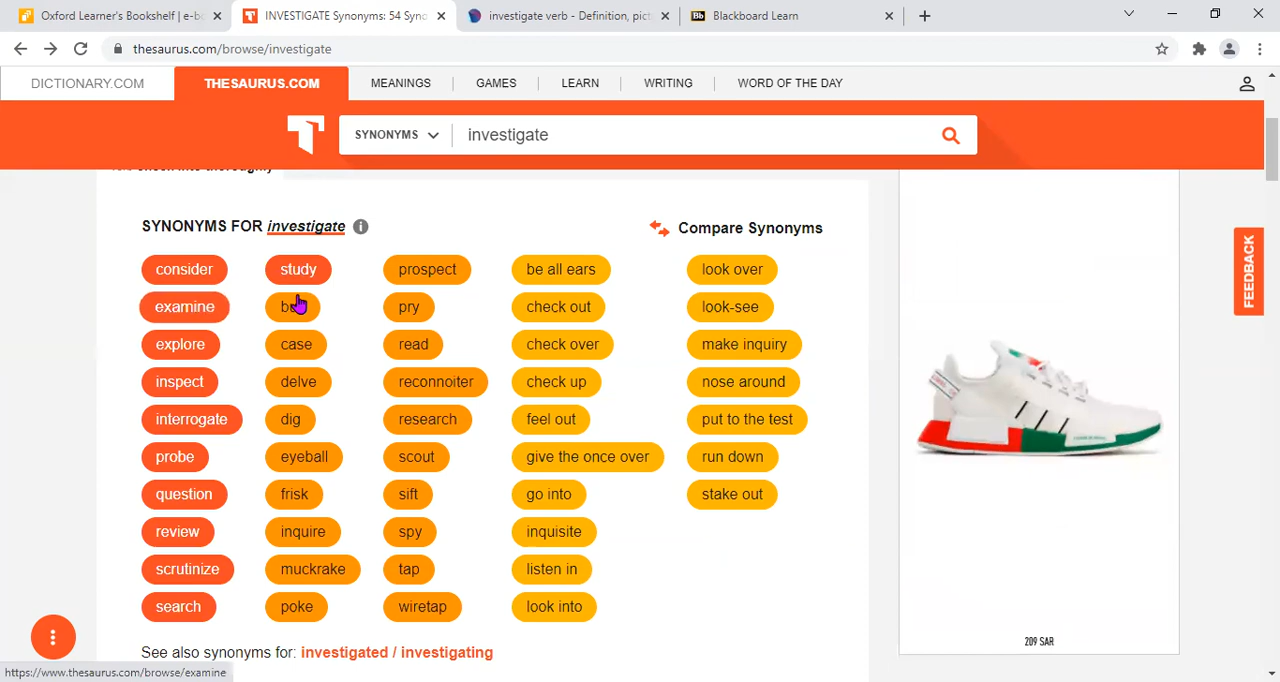 Oxford Learner's Bookshelf | e-b
INVESTIGATE Synonyms: 54 Syno
investigate verb - Definition, pict
Bb
Blackboard Learn
thesaurus.com/browse/investigate
DICTIONARY.COM
THESAURUS.COM
MEANINGS
GAMES
LEARN
WRITING
WORD OF THE DAY
SYNONYMS
investigate
SYNONYMS FOR investigate
Compare Synonyms
consider study prospect be all ears look over
examine pry check out look-see
explore case read check over make inquiry
inspect delve reconnoiter check up nose around
interrogate dig research feel out put to the test
probe eyeball scout give the once over run down
question frisk sift go into stake out
review inquire spy inquisite
scrutinize muckrake tap listen in
search poke wiretap look into
See also synonyms for: investigated / investigating
FEEDBACK
209 SAR
https://www.thesaurus.com/browse/examine